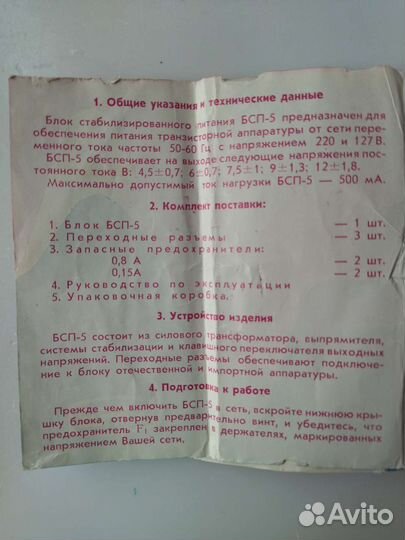 1. Общие указания и технические данные
Блок стабилизированного питания БСП-5 предназначен для
обеспечения питания транзисторной аппаратуры от сети пере-
менного тока частоты 50-60 Гц с напряжением 220 и 127 В.
БСП-5 обеспечивает на выходе следующие напряжения пос-
тоянного тока В: 4,5±0,7; 6±0,7; 7,5±1; 9±1,3; 12±1,8.
Максимально допустимый ток нагрузки БСП-5 — 500 мА.
2. Комплект поставки:
1. Блок БСП-5 — 1 шт.
2. Переходные разъемы — 3 шт.
3. Запасные предохранители:
0,8 А — 2 шт.
0,15А — 2 шт.
4. Руководство по эксплуатации
5. Упаковочная коробка.
3. Устройство изделия
БСП-5 состоит из силового трансформатора, выпрямителя,
системы стабилизации и клавишного переключателя выходных
напряжений. Переходные разъемы обеспечивают подключение
к блоку отечественной и импортной аппаратуры.
4. Подготовка к работе
Прежде чем включить БСП-5 в сеть, вскройте нижнюю кры-
шку блока, отвернув предварительно винт, и убедитесь, что
предохранитель F₁ закреплен в держателях, маркированных
напряжением Вашей сети.
Avito